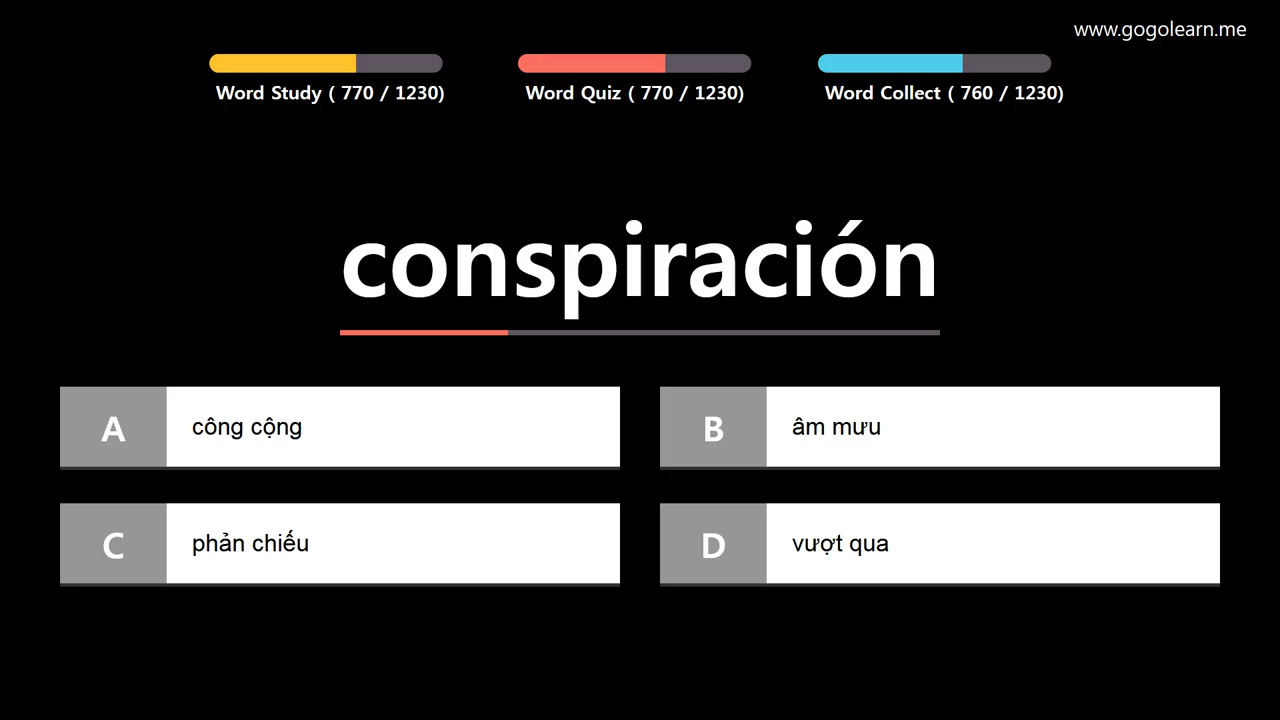 www.gogolearn.me
Word Study ( 770 / 1230)
Word Quiz ( 770 / 1230)
Word Collect ( 760 / 1230)
conspiración
A công cộng
B âm mưu
C phản chiếu
D vượt qua